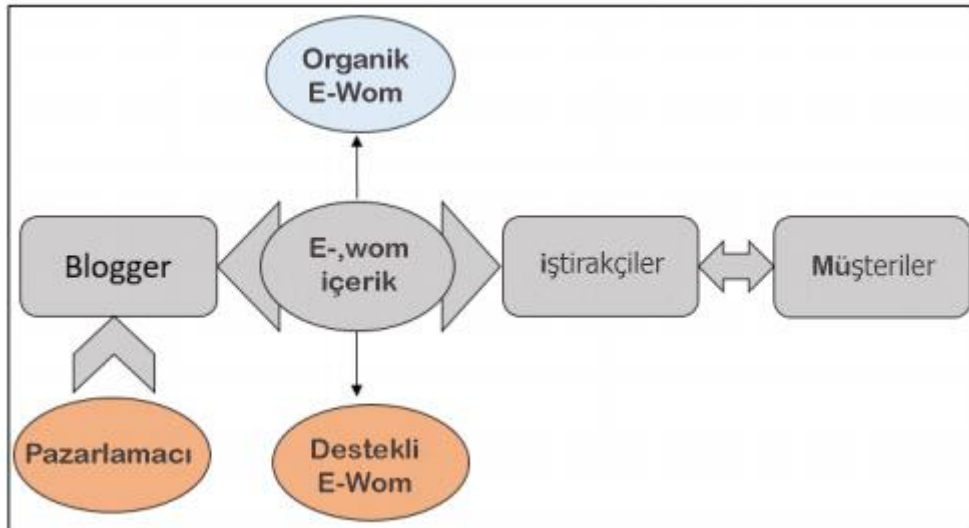 Organik
E-Wom
Blogger
E-,wom
içerik
iştirakçiler
Müşteriler
Pazarlamacı
Destekli
E-Wom